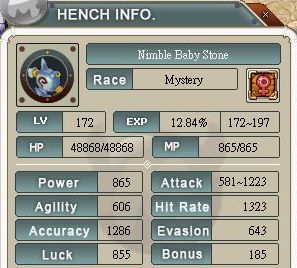 HENCH INFO.
Nimble Baby Stone
Race Mystery
LV 172 EXP 12.84% 172~197
HP 48868/48868 MP 865/865
Power 865 Attack 581~1223
Agility 606 Hit Rate 1323
Accuracy 1286 Evasion 643
Luck 855 Bonus 185